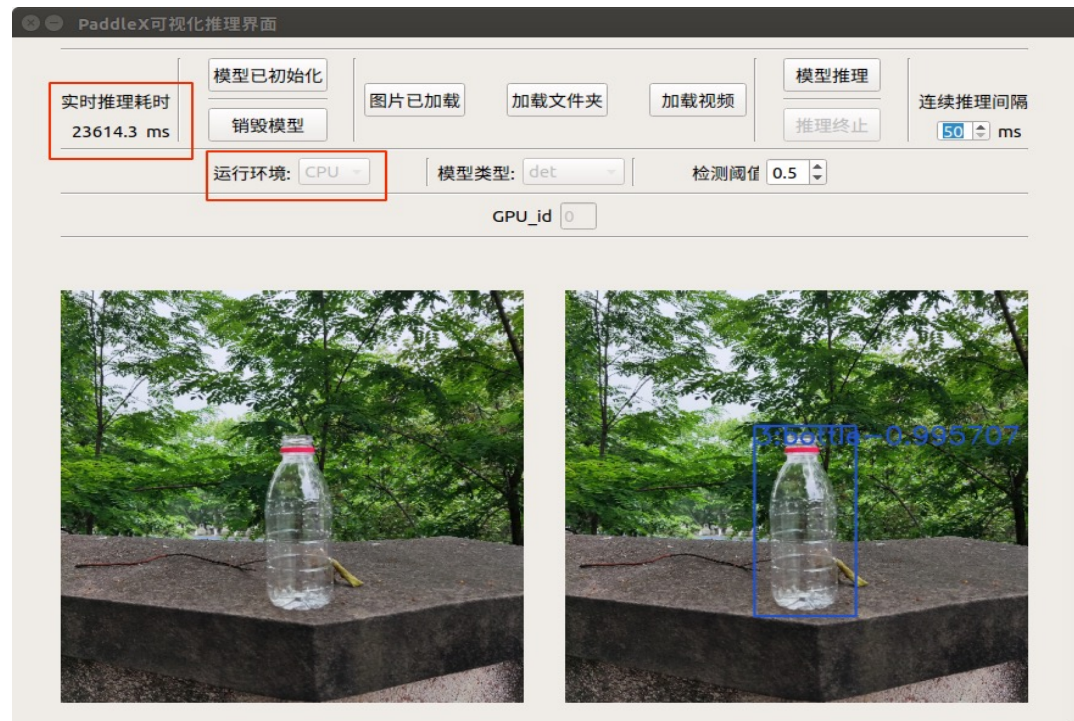 PaddleX可视化推理界面
实时推理耗时
23614.3 ms
模型已初始化
销毁模型
图片已加载
加载文件夹
加载视频
模型推理
推理终止
连续推理间隔
50 ms
运行环境: CPU
模型类型: det
检测阈值 0.5
GPU_id 0
3:bottle-0.995707